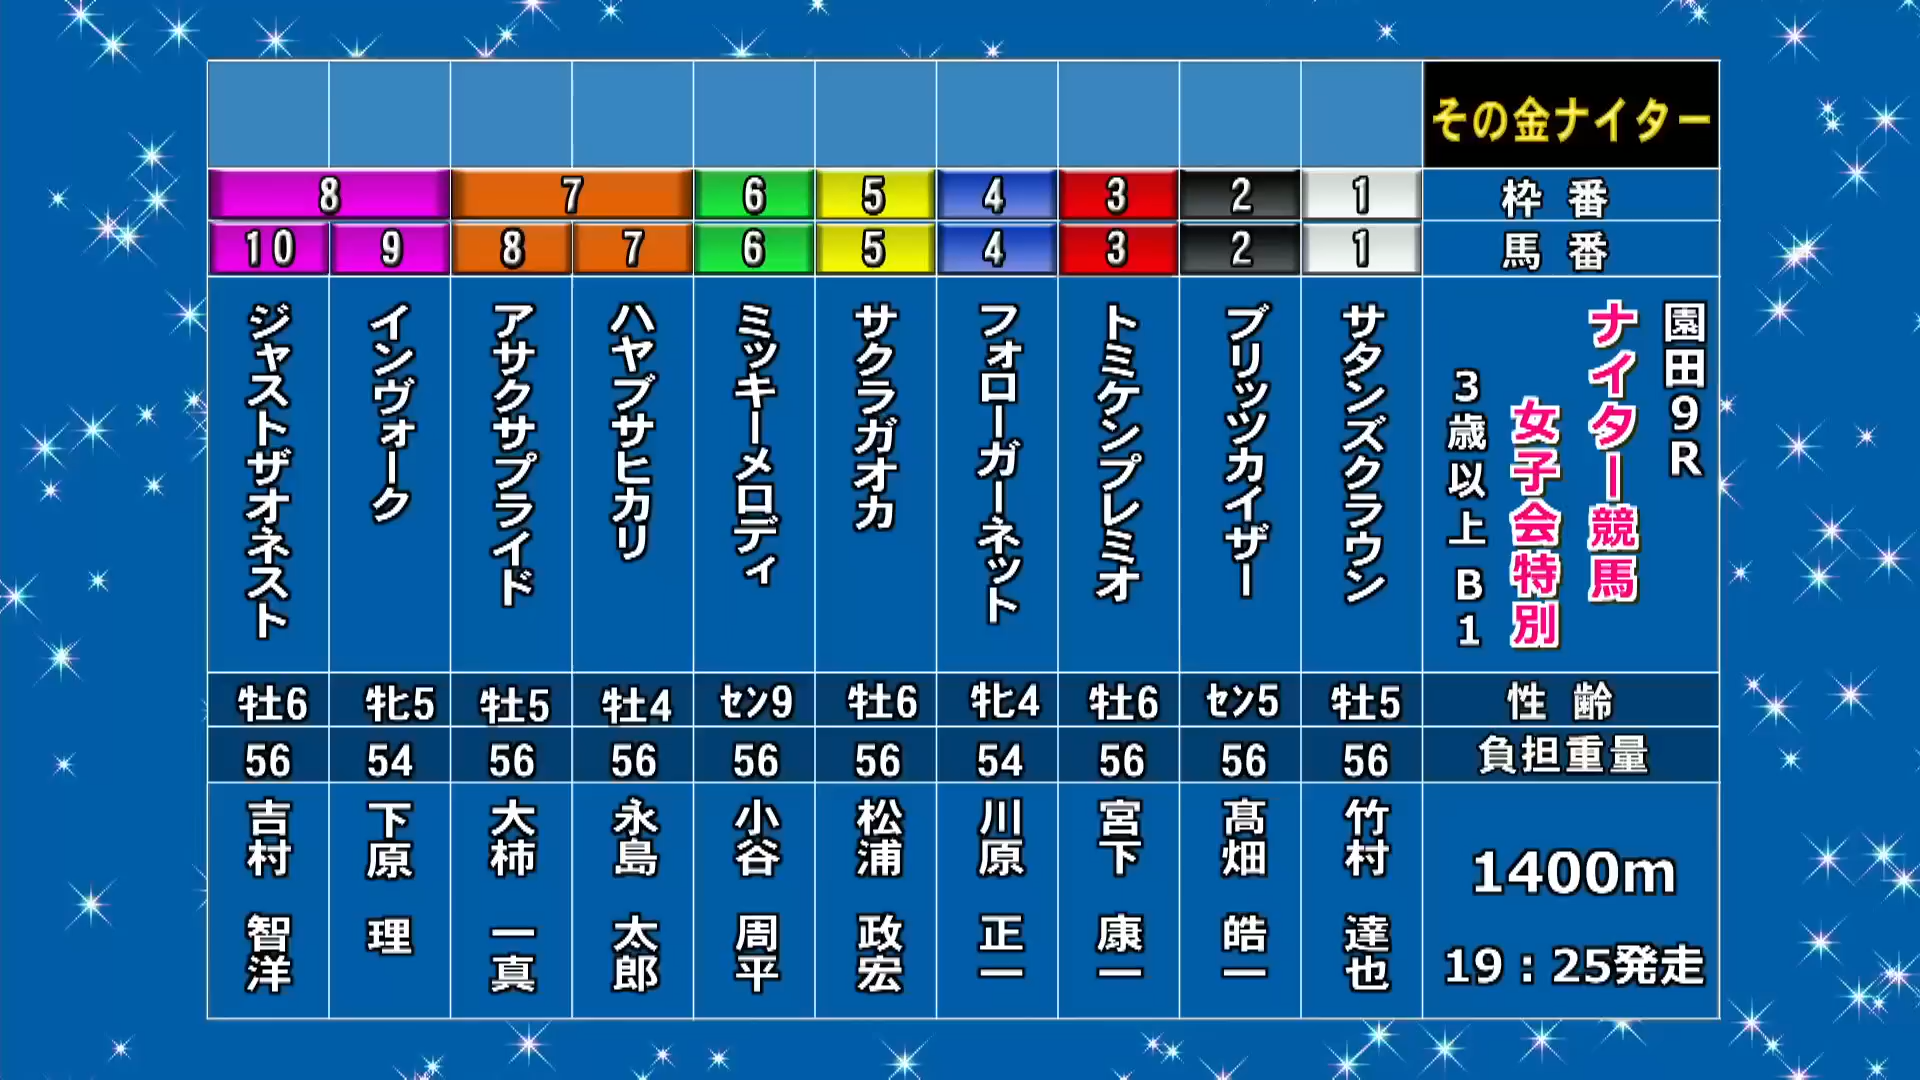 その金ナイター
枠番
馬番
園田9R
ナイター競馬
女子会特別
3歳以上 B1
性齢
負担重量
1400m
19：25発走
1
1
サタンズクラウン
牡5
56
竹村 達也
2
2
ブリッツカイザー
セン5
56
髙畑 皓一
3
3
トミケンプレミオ
牡6
56
宮下 康一
4
4
フォローガーネット
牝4
54
川原 正一
5
5
サクラガオカ
牡6
56
松浦 政宏
6
6
ミッキーメロディ
セン9
56
小谷 周平
7
7
ハヤブサヒカリ
牡4
56
永島 太郎
8
アサクサプライド
牡5
56
大柿 一真
8
9
インヴォーク
牝5
54
下原 理
10
ジャストザオネスト
牡6
56
吉村 智洋